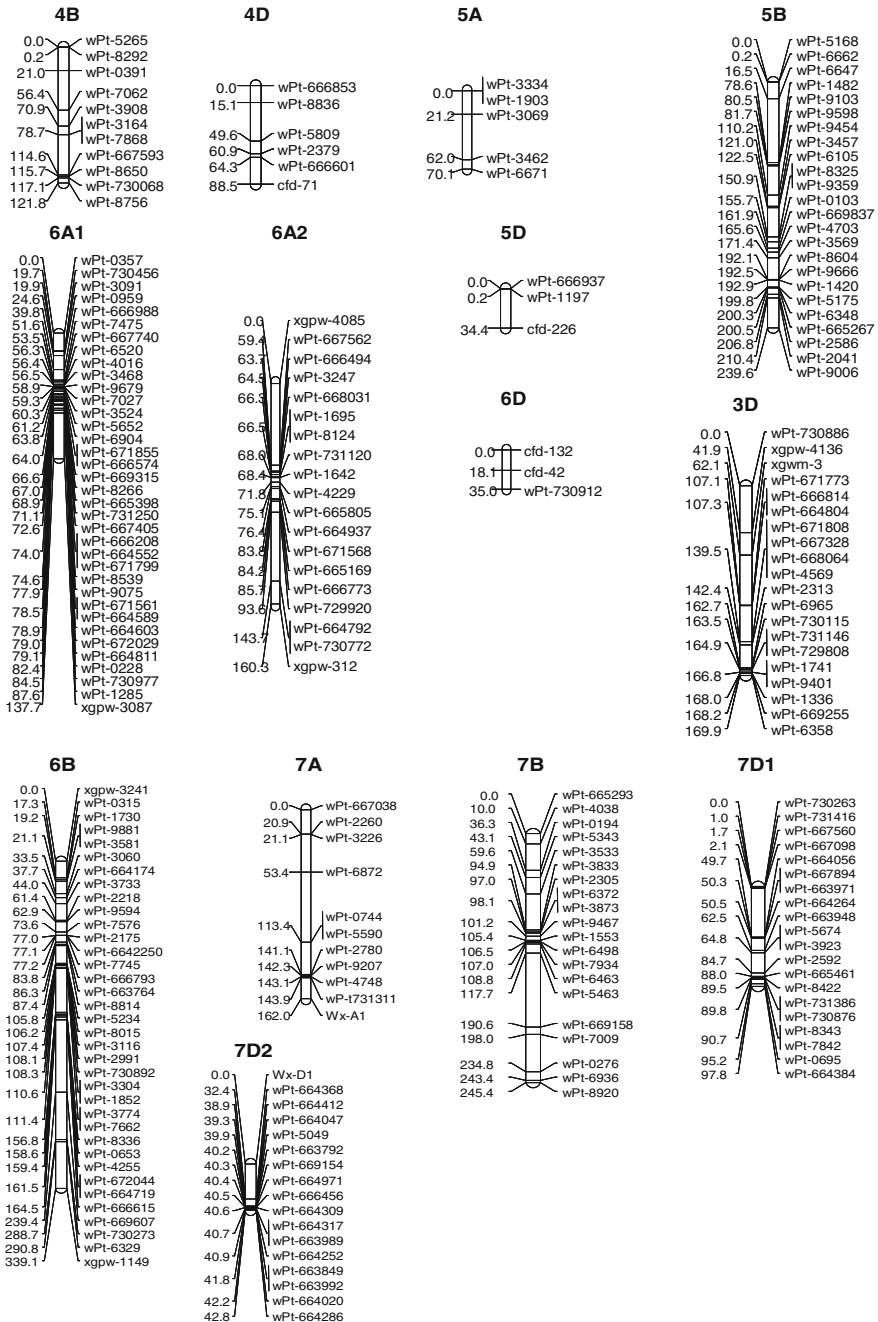 4B
0.0 wPt-5265
0.2 wPt-8292
21.0 wPt-0391
56.4 wPt-7062
70.9 wPt-3908
78.7 wPt-3164
wPt-7868
114.6 wPt-667593
115.7 wPt-8650
117.1 wPt-730068
121.8 wPt-8756
4D
0.0 wPt-666853
15.1 wPt-8836
49.6 wPt-5809
60.9 wPt-2379
64.3 wPt-666601
88.5 cfd-71
5A
0.0 wPt-3334
wPt-1903
21.2 wPt-3069
62.0 wPt-3462
70.1 wPt-6671
5B
0.0 wPt-5168
0.2 wPt-6662
16.5 wPt-6647
78.6 wPt-1482
80.5 wPt-9103
81.7 wPt-9598
110.2 wPt-9454
121.0 wPt-3457
122.5 wPt-6105
150.9 wPt-8325
wPt-9359
155.7 wPt-0103
161.9 wPt-669837
165.6 wPt-4703
171.4 wPt-3569
192.1 wPt-8604
192.5 wPt-9666
192.9 wPt-1420
199.8 wPt-5175
200.3 wPt-6348
200.5 wPt-665267
206.8 wPt-2586
210.4 wPt-2041
239.6 wPt-9006
6A1
0.0 wPt-0357
19.7 wPt-730456
19.9 wPt-3091
24.6 wPt-0959
39.8 wPt-666988
51.6 wPt-7475
53.5 wPt-667740
56.3 wPt-6520
56.4 wPt-4016
56.5 wPt-3468
58.9 wPt-9679
59.3 wPt-7027
60.3 wPt-3524
61.2 wPt-5652
63.8 wPt-6904
64.0 wPt-671855
wPt-666574
66.6 wPt-669315
67.0 wPt-8266
68.9 wPt-665398
71.1 wPt-731250
72.6 wPt-667405
74.0 wPt-666208
wPt-664552
wPt-671799
74.6 wPt-8539
77.9 wPt-9075
78.5 wPt-671561
wPt-664589
78.9 wPt-664603
79.0 wPt-672029
79.1 wPt-664811
82.4 wPt-0228
84.5 wPt-730977
87.6 wPt-1285
137.7 xgpw-3087
6A2
0.0 xgpw-4085
59.4 wPt-667562
63.7 wPt-666494
64.5 wPt-3247
66.3 wPt-668031
66.5 wPt-1695
wPt-8124
68.0 wPt-731120
68.4 wPt-1642
71.8 wPt-4229
75.1 wPt-665805
76.4 wPt-664937
83.8 wPt-671568
84.2 wPt-665169
85.7 wPt-666773
93.6 wPt-729920
143.7 wPt-664792
wPt-730772
160.3 xgpw-312
5D
0.0 wPt-666937
0.2 wPt-1197
34.4 cfd-226
6D
0.0 cfd-132
18.1 cfd-42
35.0 wPt-730912
3D
0.0 wPt-730886
41.9 xgpw-4136
62.1 xgwm-3
107.1 wPt-671773
107.3 wPt-666814
wPt-664804
139.5 wPt-671808
wPt-667328
wPt-668064
wPt-4569
142.4 wPt-2313
162.7 wPt-6965
163.5 wPt-730115
164.9 wPt-731146
wPt-729808
166.8 wPt-1741
wPt-9401
168.0 wPt-1336
168.2 wPt-669255
169.9 wPt-6358
6B
0.0 xgpw-3241
17.3 wPt-0315
19.2 wPt-1730
21.1 wPt-9881
wPt-3581
33.5 wPt-3060
37.7 wPt-664174
44.0 wPt-3733
61.4 wPt-2218
62.9 wPt-9594
73.6 wPt-7576
77.0 wPt-2175
77.1 wPt-6642250
77.2 wPt-7745
83.8 wPt-666793
86.3 wPt-663764
87.4 wPt-8814
105.8 wPt-5234
106.2 wPt-8015
107.4 wPt-3116
108.1 wPt-2991
108.3 wPt-730892
110.6 wPt-3304
wPt-1852
111.4 wPt-3774
wPt-7662
156.8 wPt-8336
158.6 wPt-0653
159.4 wPt-4255
161.5 wPt-672044
wPt-664719
164.5 wPt-666615
239.4 wPt-669607
288.7 wPt-730273
290.8 wPt-6329
339.1 xgpw-1149
7A
0.0 wPt-667038
20.9 wPt-2260
21.1 wPt-3226
53.4 wPt-6872
113.4 wPt-0744
wPt-5590
141.1 wPt-2780
142.3 wPt-9207
143.1 wPt-4748
143.9 wP-t731311
162.0 Wx-A1
7D2
0.0 Wx-D1
32.4 wPt-664368
38.9 wPt-664412
39.3 wPt-664047
39.9 wPt-5049
40.2 wPt-663792
40.3 wPt-669154
40.4 wPt-664971
40.5 wPt-666456
40.6 wPt-664309
40.7 wPt-664317
wPt-663989
40.9 wPt-664252
41.8 wPt-663849
wPt-663992
42.2 wPt-664020
42.8 wPt-664286
7B
0.0 wPt-665293
10.0 wPt-4038
36.3 wPt-0194
43.1 wPt-5343
59.6 wPt-3533
94.9 wPt-3833
97.0 wPt-2305
98.1 wPt-6372
wPt-3873
101.2 wPt-9467
105.4 wPt-1553
106.5 wPt-6498
107.0 wPt-7934
108.8 wPt-6463
117.7 wPt-5463
190.6 wPt-669158
198.0 wPt-7009
234.8 wPt-0276
243.4 wPt-6936
245.4 wPt-8920
7D1
0.0 wPt-730263
1.0 wPt-731416
1.7 wPt-667560
2.1 wPt-667098
49.7 wPt-664056
50.3 wPt-667894
wPt-663971
50.5 wPt-664264
62.5 wPt-663948
64.8 wPt-5674
wPt-3923
84.7 wPt-2592
88.0 wPt-665461
89.5 wPt-8422
89.8 wPt-731386
wPt-730876
90.7 wPt-8343
wPt-7842
95.2 wPt-0695
97.8 wPt-664384